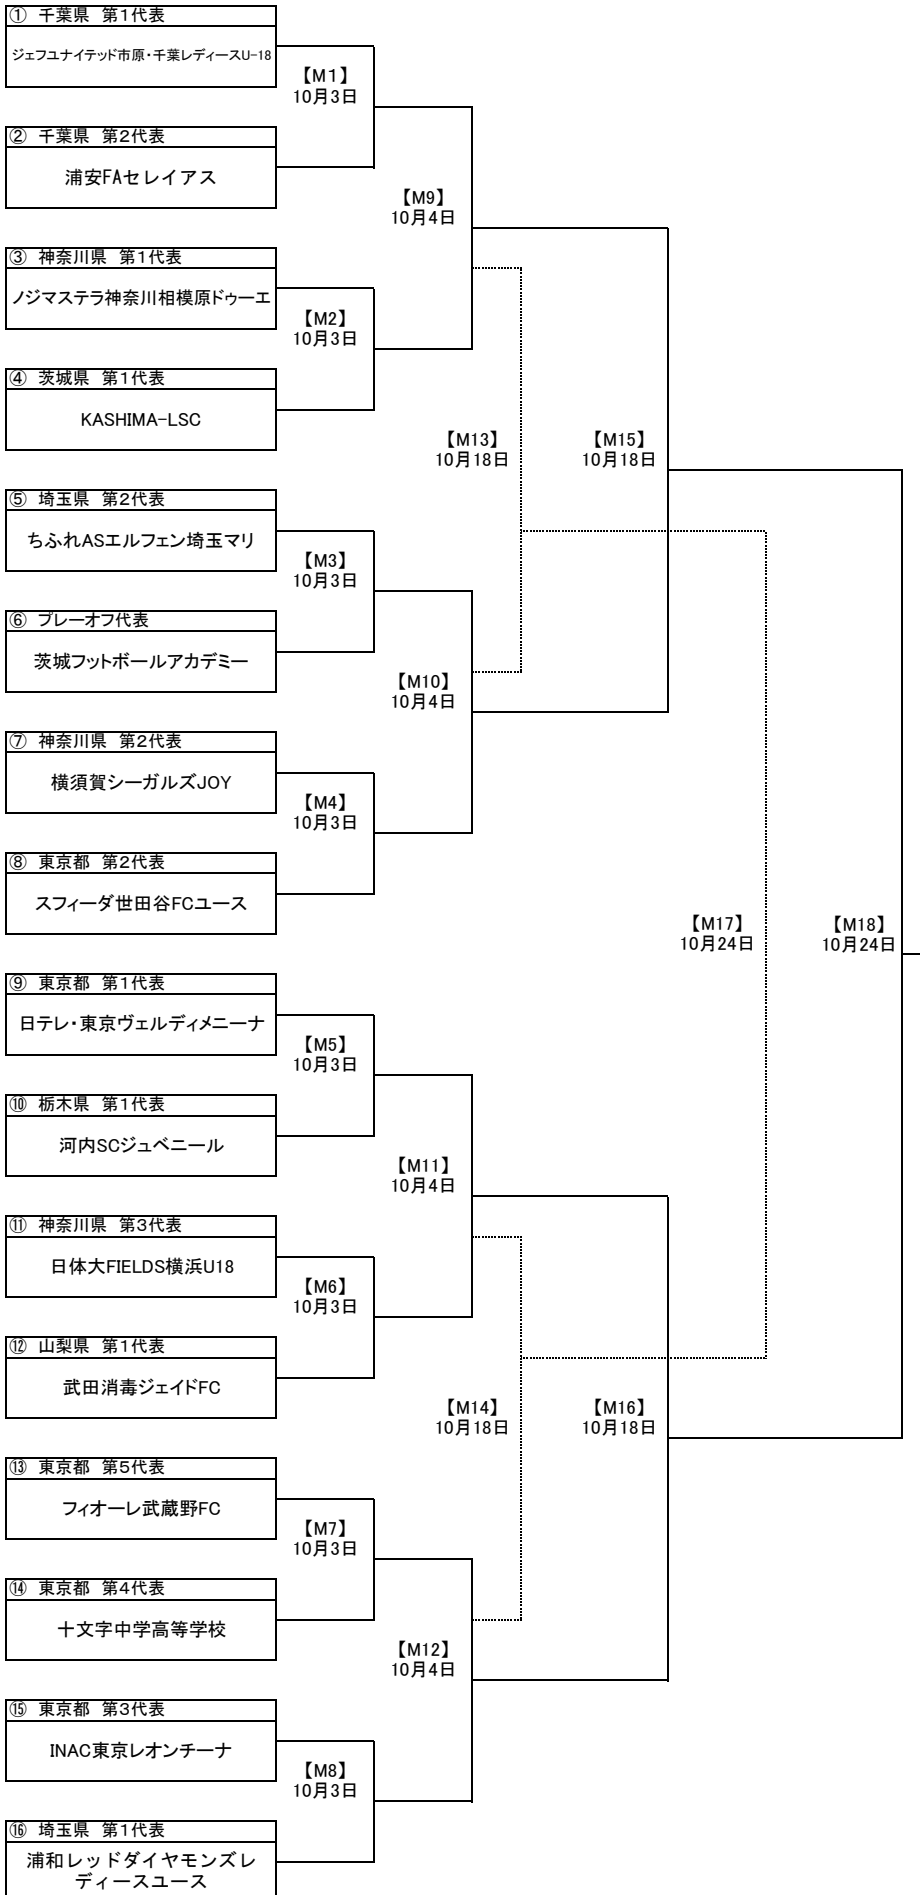 ① 千葉県 第1代表
ジェフユナイテッド市原・千葉レディースU-18
【M1】
10月3日
② 千葉県 第2代表
浦安FAセレイアス
【M9】
10月4日
③ 神奈川県 第1代表
ノジマステラ神奈川相模原ドゥーエ
【M2】
10月3日
④ 茨城県 第1代表
KASHIMA-LSC
【M13】
10月18日
【M15】
10月18日
⑤ 埼玉県 第2代表
ちふれASエルフェン埼玉マリ
【M3】
10月3日
⑥ プレーオフ代表
茨城フットボールアカデミー
【M10】
10月4日
⑦ 神奈川県 第2代表
横須賀シーガルズJOY
【M4】
10月3日
⑧ 東京都 第2代表
スフィーダ世田谷FCユース
【M17】
10月24日
【M18】
10月24日
⑨ 東京都 第1代表
日テレ・東京ヴェルディメニーナ
【M5】
10月3日
⑩ 栃木県 第1代表
河内SCジュベニール
【M11】
10月4日
⑪ 神奈川県 第3代表
日体大FIELDS横浜U18
【M6】
10月3日
⑫ 山梨県 第1代表
武田消毒ジェイドFC
【M14】
10月18日
【M16】
10月18日
⑬ 東京都 第5代表
フィオーレ武蔵野FC
【M7】
10月3日
⑭ 東京都 第4代表
十文字中学高等学校
【M12】
10月4日
⑮ 東京都 第3代表
INAC東京レオンチーナ
【M8】
10月3日
⑯ 埼玉県 第1代表
浦和レッドダイヤモンズレ
ディースユース